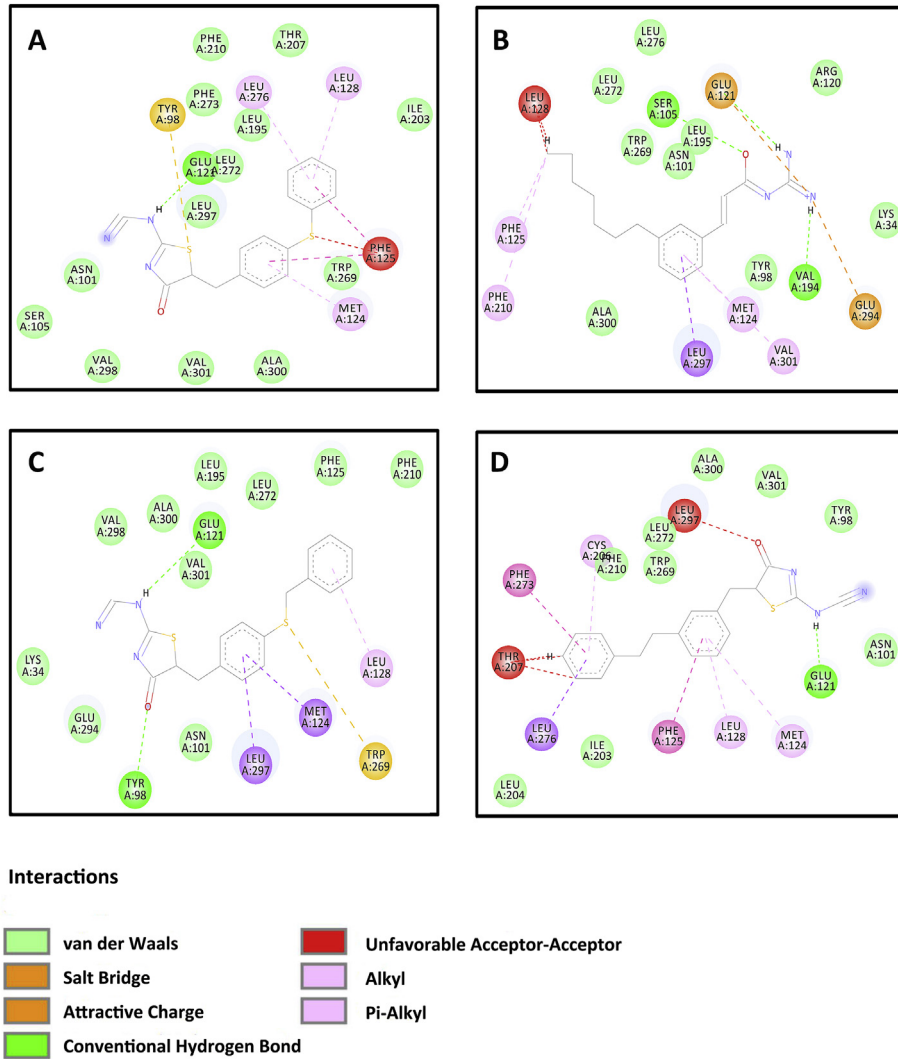 A
PHE
A:210
THR
A:207
LEU
A:276
LEU
A:128
TYR
A:98
PHE
A:273
LEU
A:195
ILE
A:203
GLU
A:121
LEU
A:272
LEU
A:297
H
N
N
S
N
O
S
PHE
A:125
TRP
A:269
ASN
A:101
MET
A:124
SER
A:105
VAL
A:298
VAL
A:301
ALA
A:300
B
LEU
A:276
LEU
A:272
GLU
A:121
ARG
A:120
LEU
A:128
SER
A:105
LEU
A:195
TRP
A:269
ASN
A:101
H
O
H
N
N
N
H
LYS
A:34
PHE
A:125
TYR
A:98
VAL
A:194
PHE
A:210
ALA
A:300
MET
A:124
GLU
A:294
LEU
A:297
VAL
A:301
C
LEU
A:195
PHE
A:125
PHE
A:210
LEU
A:272
ALA
A:300
VAL
A:298
GLU
A:121
VAL
A:301
H
N
N
S
N
O
S
LYS
A:34
LEU
A:128
GLU
A:294
ASN
A:101
MET
A:124
LEU
A:297
TRP
A:269
TYR
A:98
D
ALA
A:300
VAL
A:301
LEU
A:297
TYR
A:98
LEU
A:272
CYS
A:206
PHE
A:210
TRP
A:269
O
N
S
N
H
N
PHE
A:273
ASN
A:101
THR
A:207
H
GLU
A:121
LEU
A:276
ILE
A:203
PHE
A:125
LEU
A:128
MET
A:124
LEU
A:204
Interactions
van der Waals
Unfavorable Acceptor-Acceptor
Salt Bridge
Alkyl
Attractive Charge
Pi-Alkyl
Conventional Hydrogen Bond